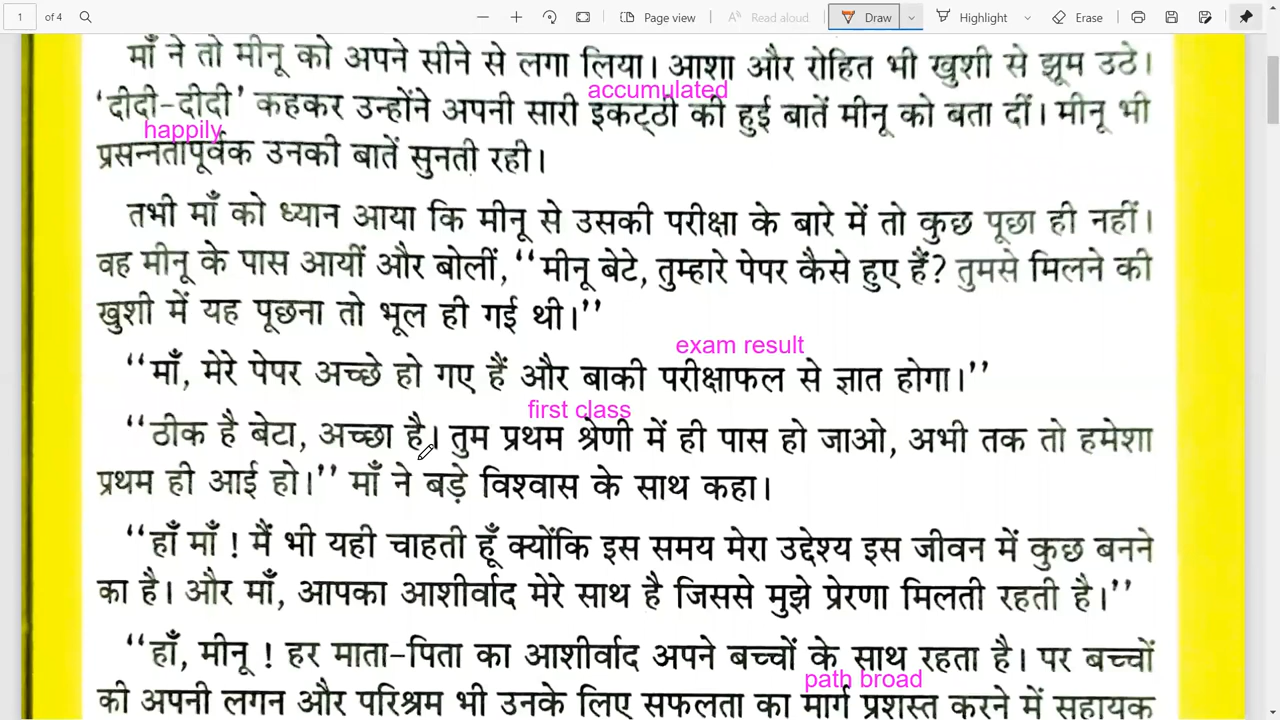 1 of 4 Page view Read aloud Draw Highlight Erase
माँ ने तो मीनू को अपने सीने से लगा लिया। आशा और रोहित भी खुशी से झूम उठे।
accumulated
‘दीदी-दीदी’ कहकर उन्होंने अपनी सारी इकट्ठी की हुई बातें मीनू को बता दीं। मीनू भी
happily
प्रसन्नतापूर्वक उनकी बातें सुनती रही।
तभी माँ को ध्यान आया कि मीनू से उसकी परीक्षा के बारे में तो कुछ पूछा ही नहीं।
वह मीनू के पास आयीं और बोलीं, “मीनू बेटे, तुम्हारे पेपर कैसे हुए हैं? तुमसे मिलने की
खुशी में यह पूछना तो भूल ही गई थी।”
exam result
“माँ, मेरे पेपर अच्छे हो गए हैं और बाकी परीक्षाफल से ज्ञात होगा।”
first class
“ठीक है बेटा, अच्छा है। तुम प्रथम श्रेणी में ही पास हो जाओ, अभी तक तो हमेशा
प्रथम ही आई हो।” माँ ने बड़े विश्वास के साथ कहा।
“हाँ माँ ! मैं भी यही चाहती हूँ क्योंकि इस समय मेरा उद्देश्य इस जीवन में कुछ बनने
का है। और माँ, आपका आशीर्वाद मेरे साथ है जिससे मुझे प्रेरणा मिलती रहती है।”
“हाँ, मीनू ! हर माता-पिता का आशीर्वाद अपने बच्चों के साथ रहता है। पर बच्चों
path broad
की अपनी लगन और परिश्रम भी उनके लिए सफलता का मार्ग प्रशस्त करने में सहायक